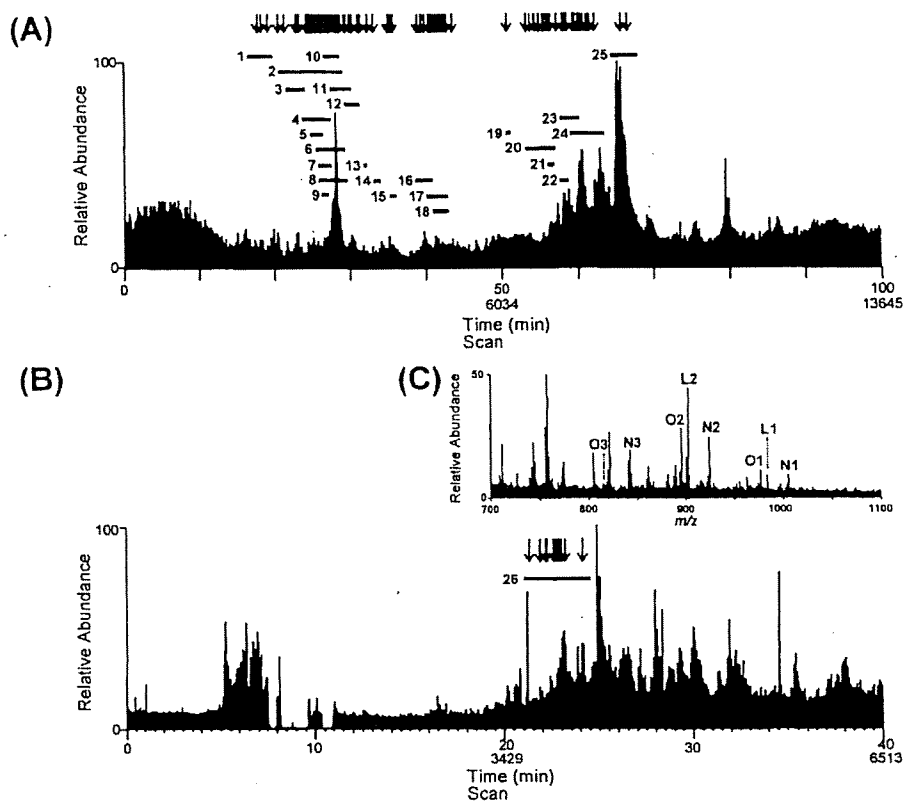 (A)
100
Relative Abundance
0
1
10
25
2
3
11
12
4
23
5
19
24
6
20
7
13
21
8
14
16
22
9
15
17
18
0
50
100
6034
13645
Time (min)
Scan
(B)
(C)
50
Relative Abundance
0
L2
O2
O3
N3
N2
L1
O1
N1
700
800
900
1000
1100
m/z
100
Relative Abundance
0
26
0
10
20
30
40
3429
6513
Time (min)
Scan